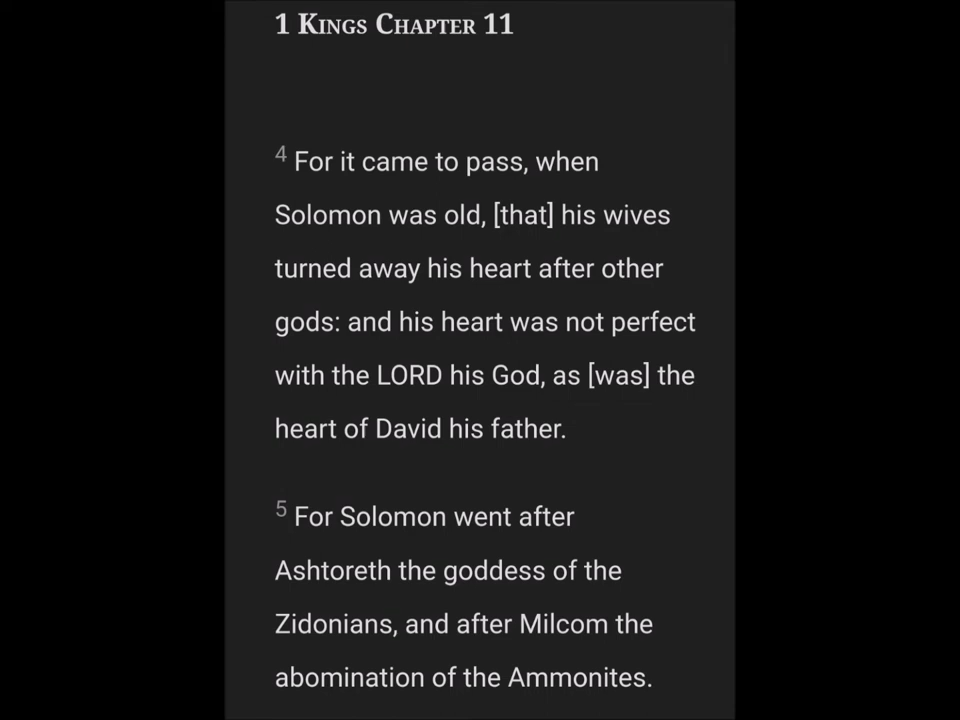 1 Kings Chapter 11
4 For it came to pass, when
Solomon was old, [that] his wives
turned away his heart after other
gods: and his heart was not perfect
with the LORD his God, as [was] the
heart of David his father.
5 For Solomon went after
Ashtoreth the goddess of the
Zidonians, and after Milcom the
abomination of the Ammonites.